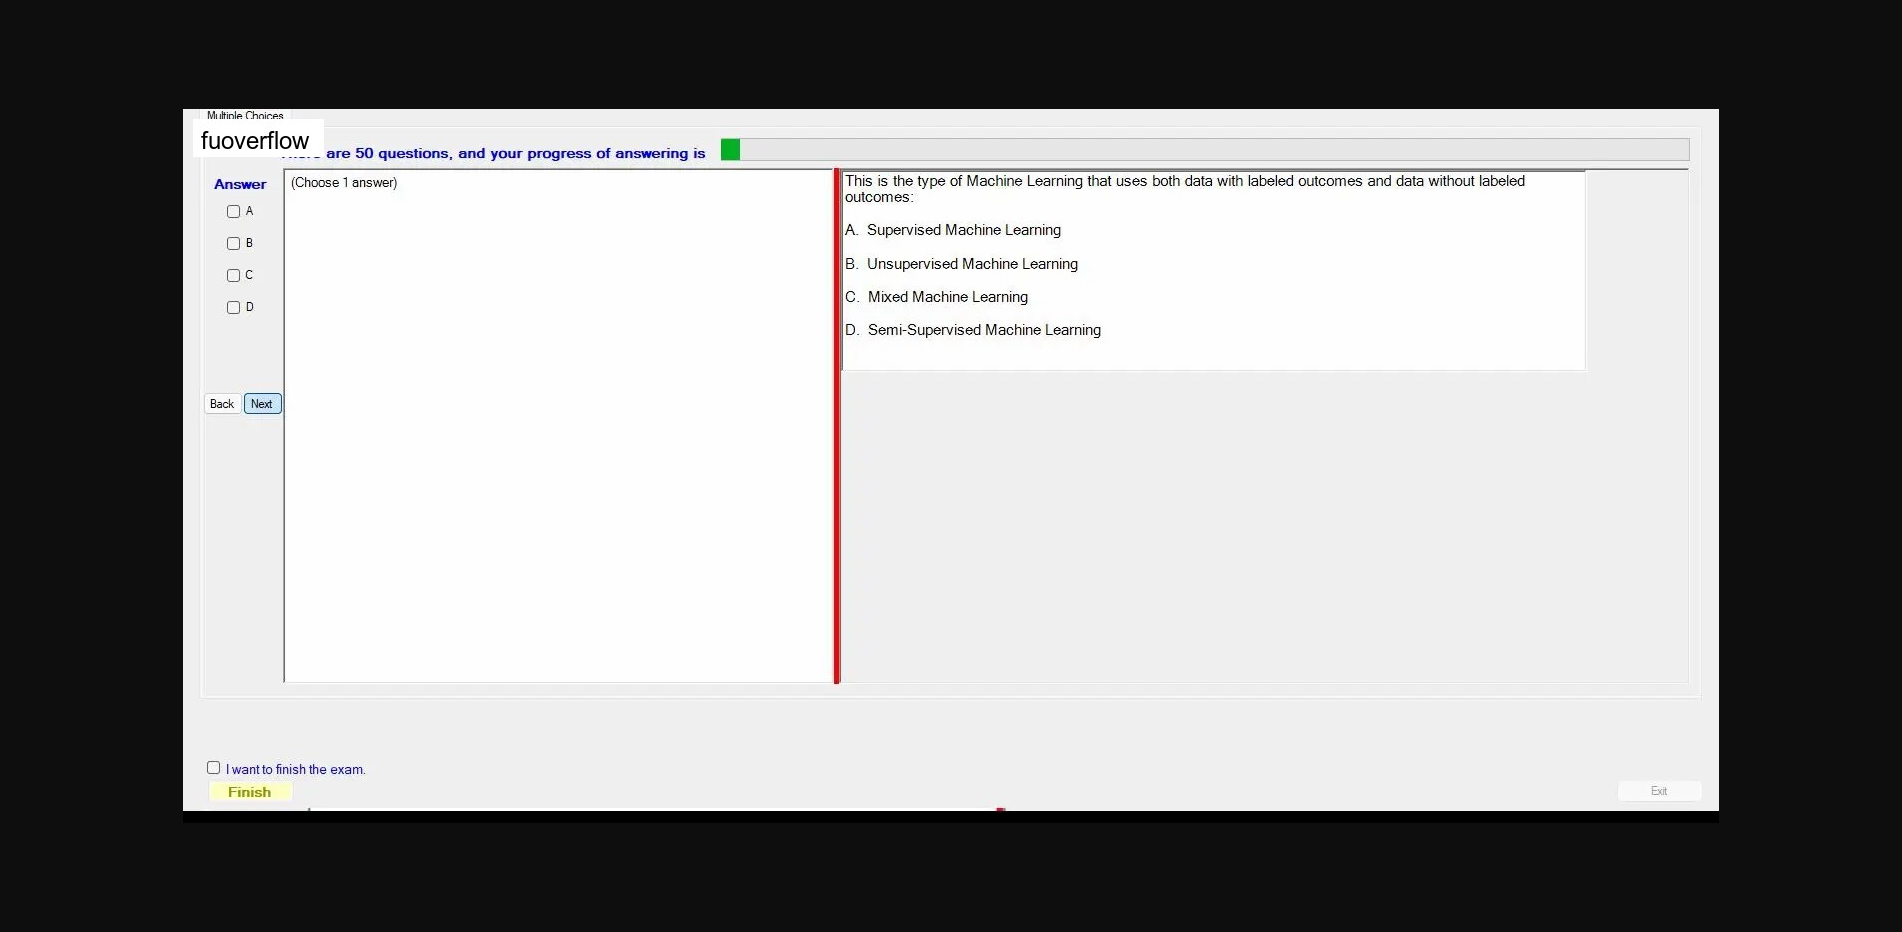 Multiple Choices
fuoverflow
are 50 questions, and your progress of answering is
Answer
(Choose 1 answer)
A
B
C
D
Back
Next
This is the type of Machine Learning that uses both data with labeled outcomes and data without labeled
outcomes:
A. Supervised Machine Learning
B. Unsupervised Machine Learning
C. Mixed Machine Learning
D. Semi-Supervised Machine Learning
I want to finish the exam.
Finish
Exit